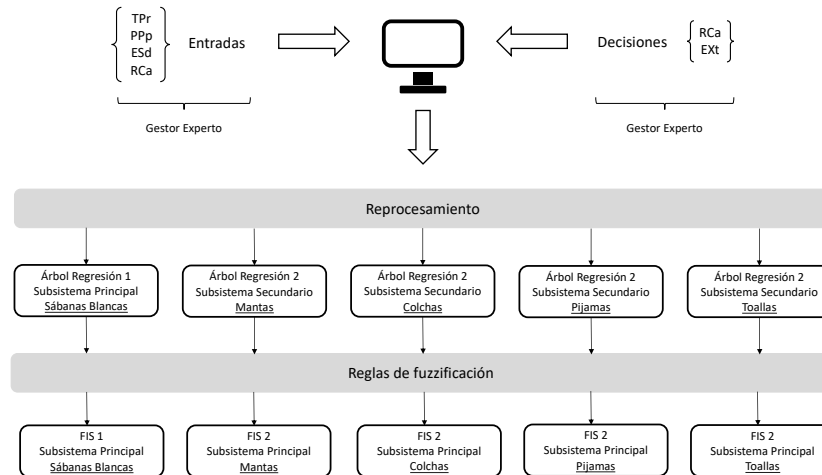 TPr
PPp
ESd
RCa
Entradas
Decisiones
RCa
EXt
Gestor Experto
Gestor Experto
Reprocesamiento
Árbol Regresión 1
Subsistema Principal
Sábanas Blancas
Árbol Regresión 2
Subsistema Secundario
Mantas
Árbol Regresión 2
Subsistema Secundario
Colchas
Árbol Regresión 2
Subsistema Secundario
Pijamas
Árbol Regresión 2
Subsistema Secundario
Toallas
Reglas de fuzzificación
FIS 1
Subsistema Principal
Sábanas Blancas
FIS 2
Subsistema Principal
Mantas
FIS 2
Subsistema Principal
Colchas
FIS 2
Subsistema Principal
Pijamas
FIS 2
Subsistema Principal
Toallas